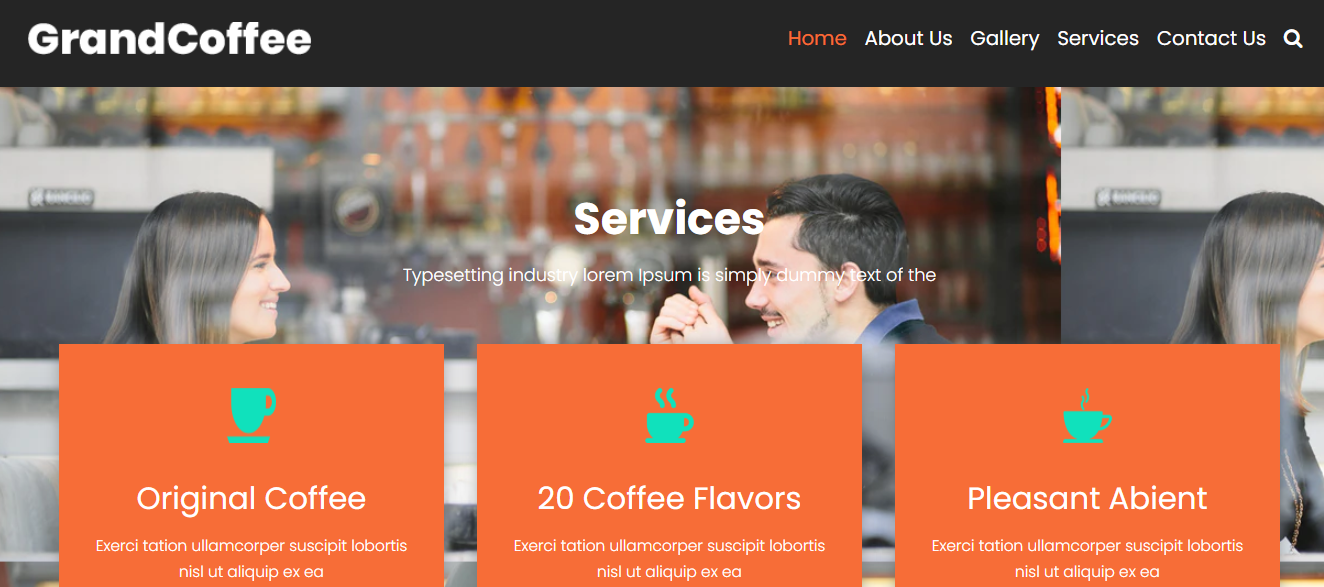 GrandCoffee
Home About Us Gallery Services Contact Us
Services
Typesetting industry lorem Ipsum is simply dummy text of the
Original Coffee
Exerci tation ullamcorper suscipit lobortis
nisl ut aliquip ex ea
20 Coffee Flavors
Exerci tation ullamcorper suscipit lobortis
nisl ut aliquip ex ea
Pleasant Abient
Exerci tation ullamcorper suscipit lobortis
nisl ut aliquip ex ea